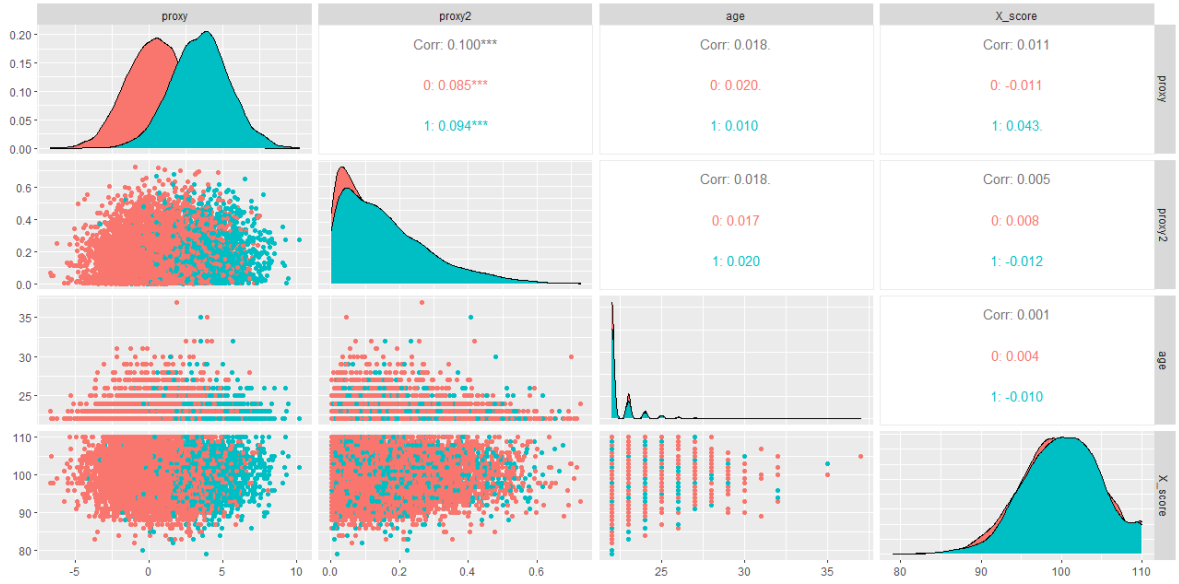 proxy proxy2 age X_score
0.20
0.15
0.10
0.05
0.00
Corr: 0.100***
0: 0.085***
1: 0.094***
Corr: 0.018.
0: 0.020.
1: 0.010
Corr: 0.011
0: -0.011
1: 0.043.
proxy
0.6
0.4
0.2
0.0
Corr: 0.018.
0: 0.017
1: 0.020
Corr: 0.005
0: 0.008
1: -0.012
proxy2
35
30
25
Corr: 0.001
0: 0.004
1: -0.010
age
110
100
90
80
X_score
-5 0 5 10 0.0 0.2 0.4 0.6 25 30 35 80 90 100 110